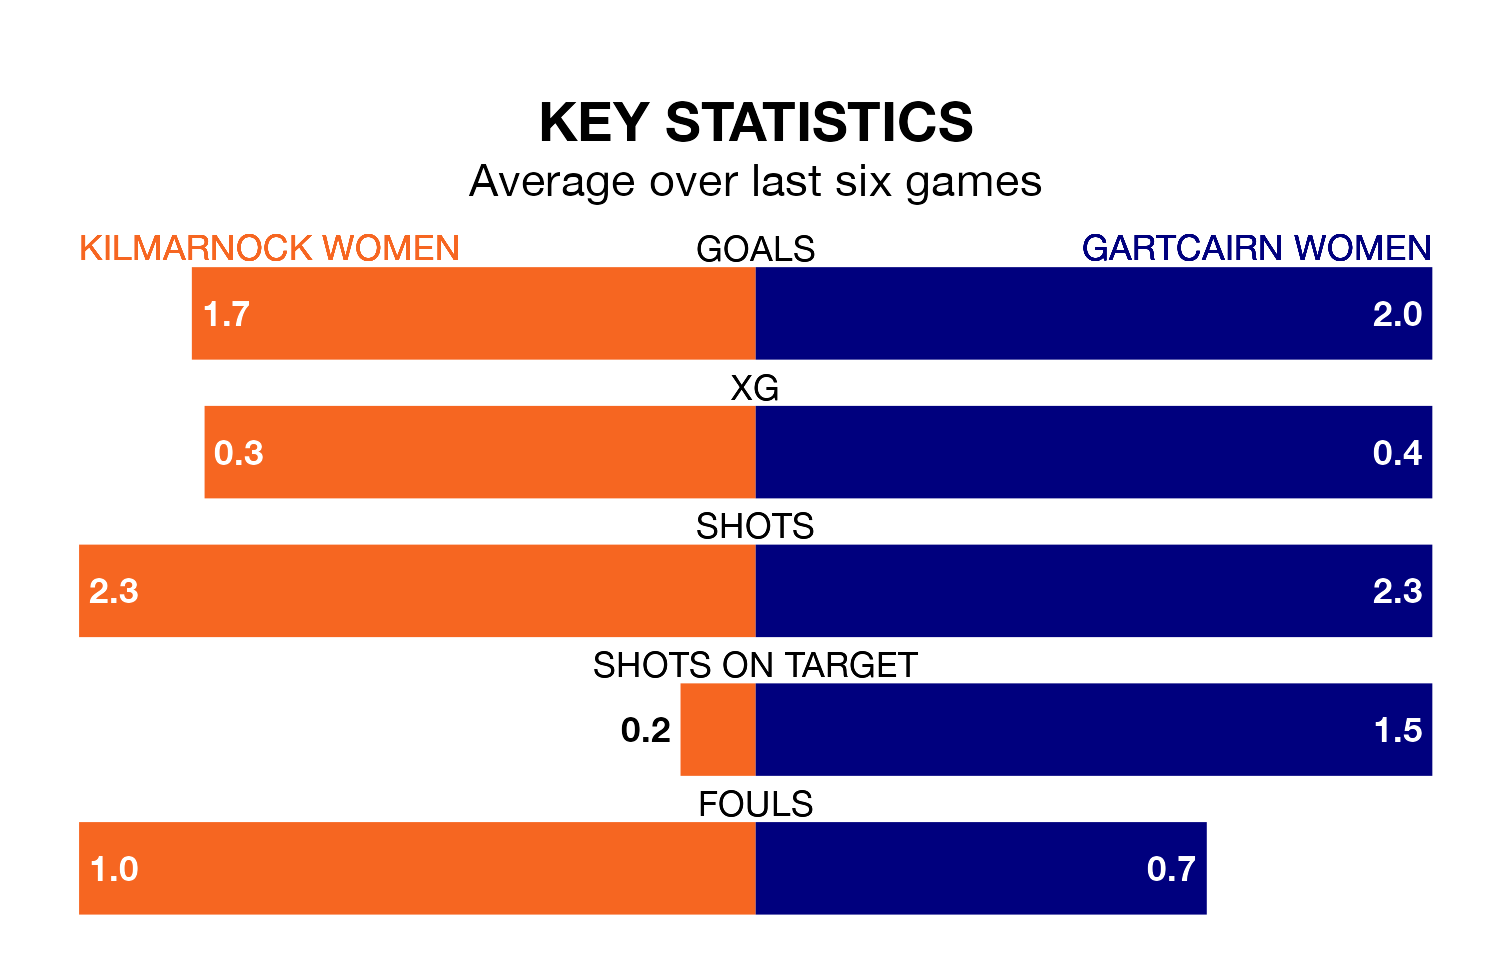 KEY STATISTICS
Average over last six games
KILMARNOCK WOMEN GOALS GARTCAIRN WOMEN
1.7 2.0
XG
0.3 0.4
SHOTS
2.3 2.3
SHOTS ON TARGET
0.2 1.5
FOULS
1.0 0.7